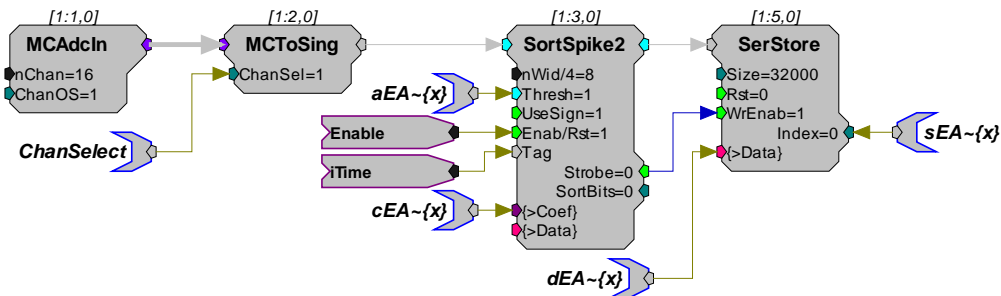 [1:1,0]
MCAdcIn
nChan=16
ChanOS=1
[1:2,0]
MCToSing
ChanSel=1
[1:3,0]
SortSpike2
nWid/4=8
Thresh=1
UseSign=1
Enab/Rst=1
Tag
Strobe=0
SortBits=0
{>Coef}
{>Data}
[1:5,0]
SerStore
Size=32000
Rst=0
WrEnab=1
Index=0
{>Data}
aEA~{x}
Enable
iTime
ChanSelect
cEA~{x}
sEA~{x}
dEA~{x}